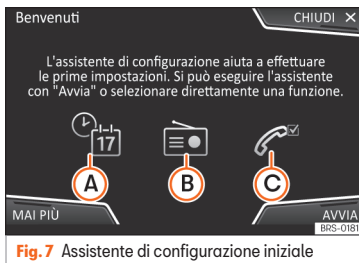 Benvenuti
CHIUDI ×
L'assistente di configurazione aiuta a effettuare
le prime impostazioni. Si può eseguire l'assistente
con "Avvia" o selezionare direttamente una funzione.
17
A
B
C
MAI PIÙ
AVVIA
BRS-0181
Fig. 7 Assistente di configurazione iniziale